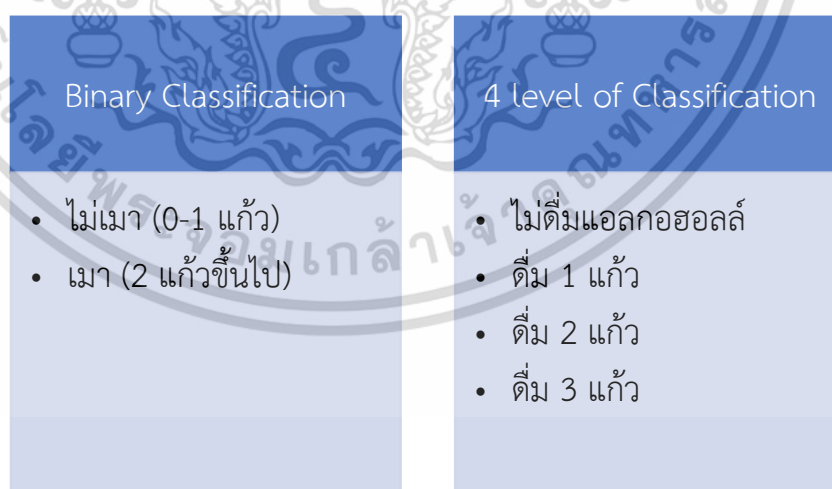 Binary Classification
• ไม่เมา (0-1 แก้ว)
• เมา (2 แก้วขึ้นไป)
4 level of Classification
• ไม่ดื่มแอลกอฮอลล์
• ดื่ม 1 แก้ว
• ดื่ม 2 แก้ว
• ดื่ม 3 แก้ว